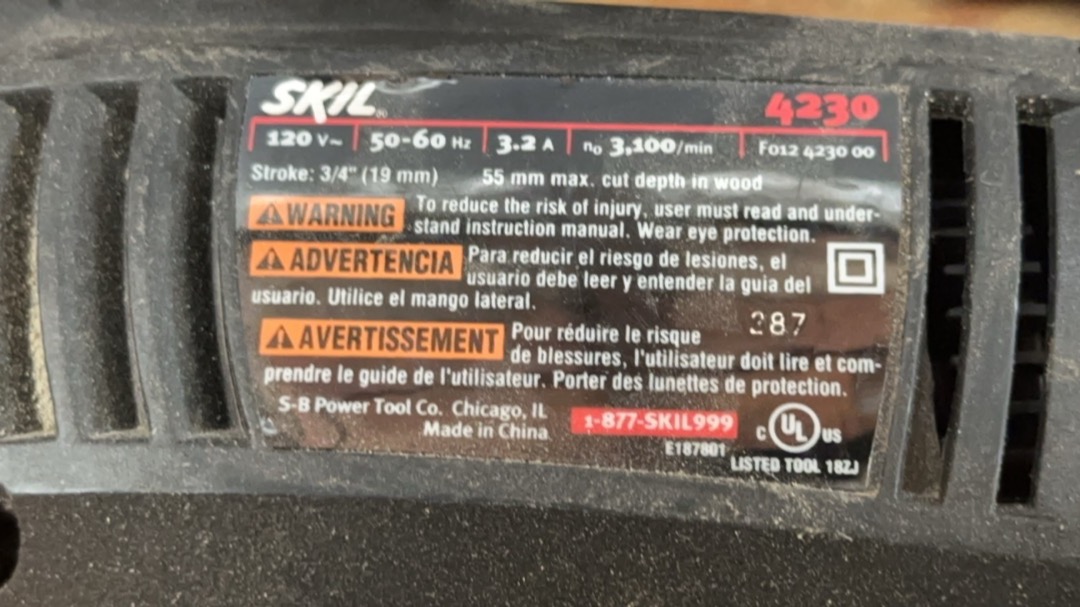 SKIL
4230
120 V~ 50-60 Hz 3.2 A n₀ 3,100/min F012 4230 00
Stroke: 3/4" (19 mm) 55 mm max. cut depth in wood
WARNING To reduce the risk of injury, user must read and under-
stand instruction manual. Wear eye protection.
ADVERTENCIA Para reducir el riesgo de lesiones, el
usuario debe leer y entender la guia del
usuario. Utilice el mango lateral.
AVERTISSEMENT Pour réduire le risque
de blessures, l'utilisateur doit lire et com-
prendre le guide de l'utilisateur. Porter des lunettes de protection.
S-B Power Tool Co. Chicago, IL
Made in China
1-877-SKIL999
E187801
C UL US
LISTED TOOL 18ZJ